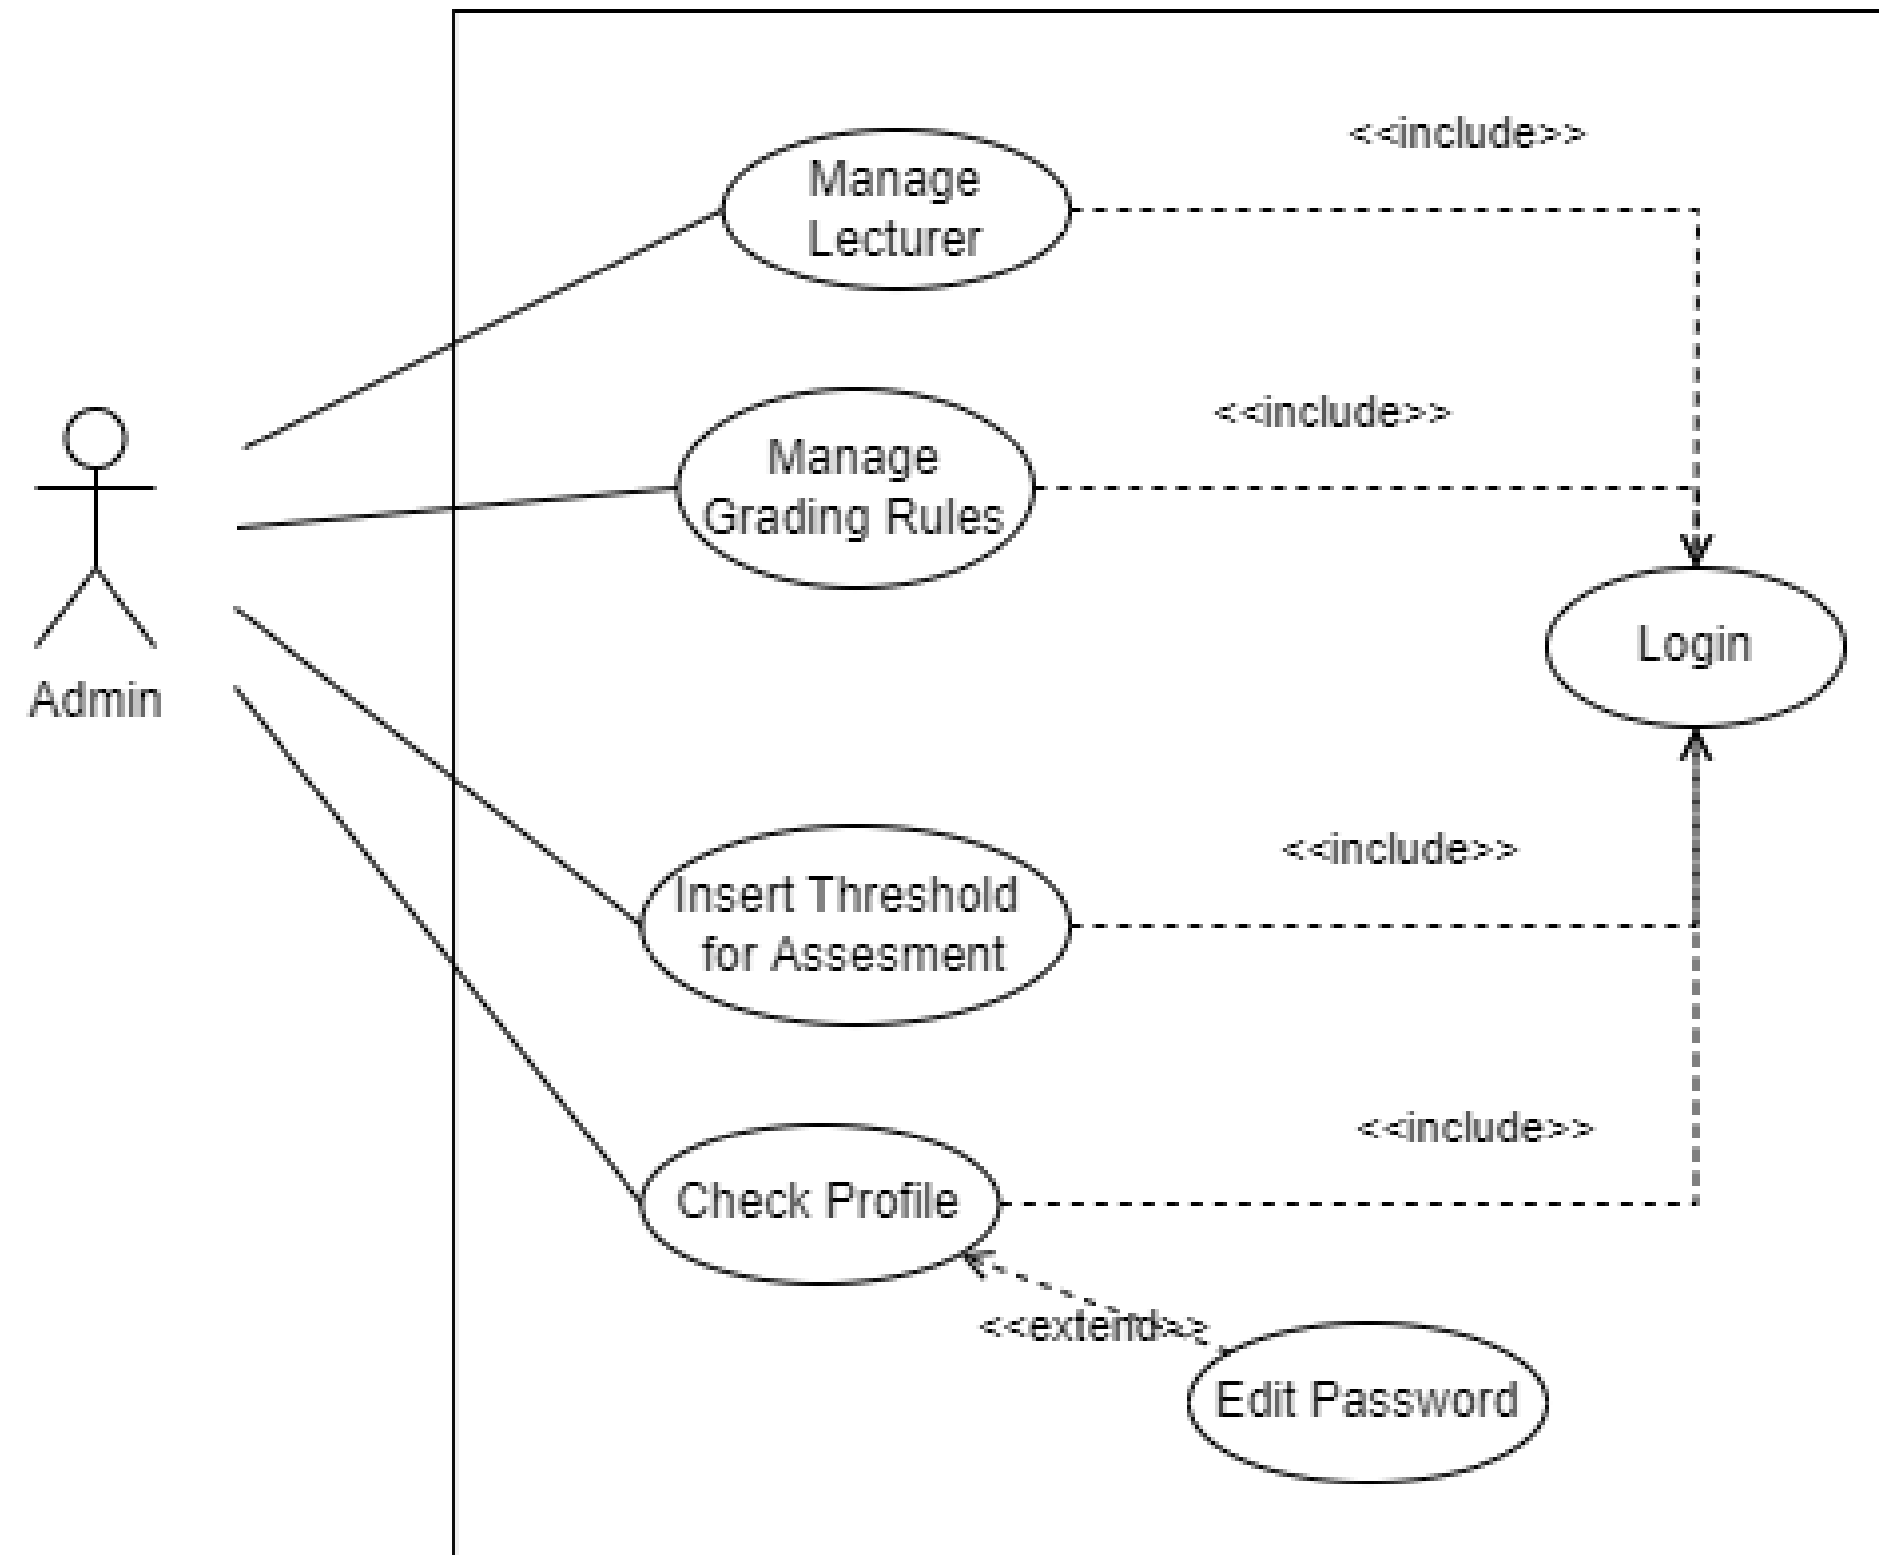 <<include>>
Manage
Lecturer
<<include>>
Manage
Grading Rules
Login
Admin
<<include>>
Insert Threshold
for Assesment
<<include>>
Check Profile
<<extend>>
Edit Password